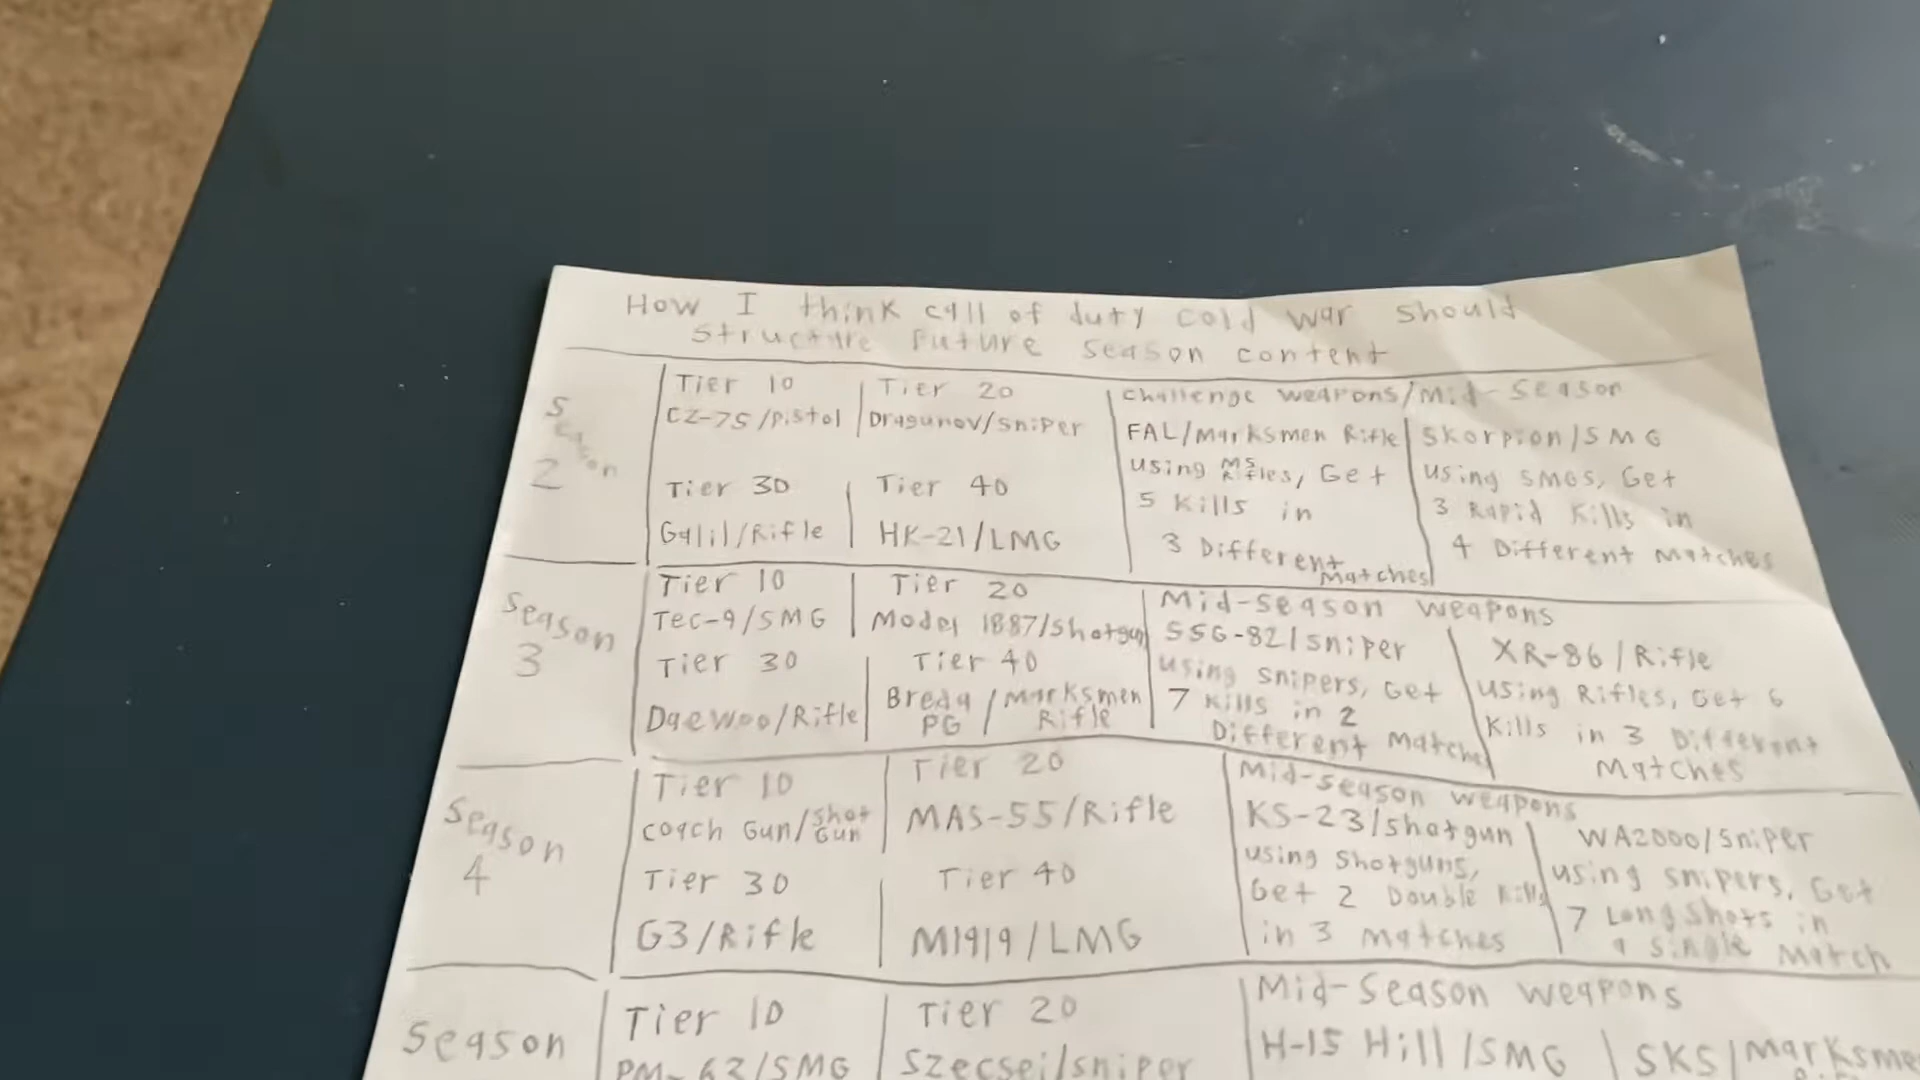 How I think call of duty cold war should
structure future season content
Season
2
Tier 10
CZ-75/Pistol
Tier 20
Dragunov/Sniper
Tier 30
Galil/Rifle
Tier 40
HK-21/LMG
Challenge weapons/Mid-Season
FAL/Marksmen Rifle
using MS
Rifles, Get
5 Kills in
3 Different
Matches
Skorpion/SMG
using SMGS, Get
3 Rapid Kills in
4 Different Matches
Season
3
Tier 10
Tec-9/SMG
Tier 20
Model 1887/Shotgun
Tier 30
Daewoo/Rifle
Tier 40
Breda
PG / Marksmen
Rifle
Mid-season weapons
SSG-82/sniper
using snipers, Get
7 Kills in 2
Different Matches
XR-86/Rifle
using Rifles, Get 6
Kills in 3 Different
Matches
Season
4
Tier 10
coach Gun/Shot
Gun
Tier 20
MAS-55/Rifle
Tier 30
G3/Rifle
Tier 40
M1919/LMG
Mid-season weapons
KS-23/Shotgun
using Shotguns,
Get 2 Double Kills
in 3 Matches
WA2000/Sniper
using snipers, Get
7 Longshots in
a single Match
Season
Tier 10
PM-63/SMG
Tier 20
Szecsei/sniper
Mid-Season weapons
H-15 Hill/SMG
SKS/Marksme